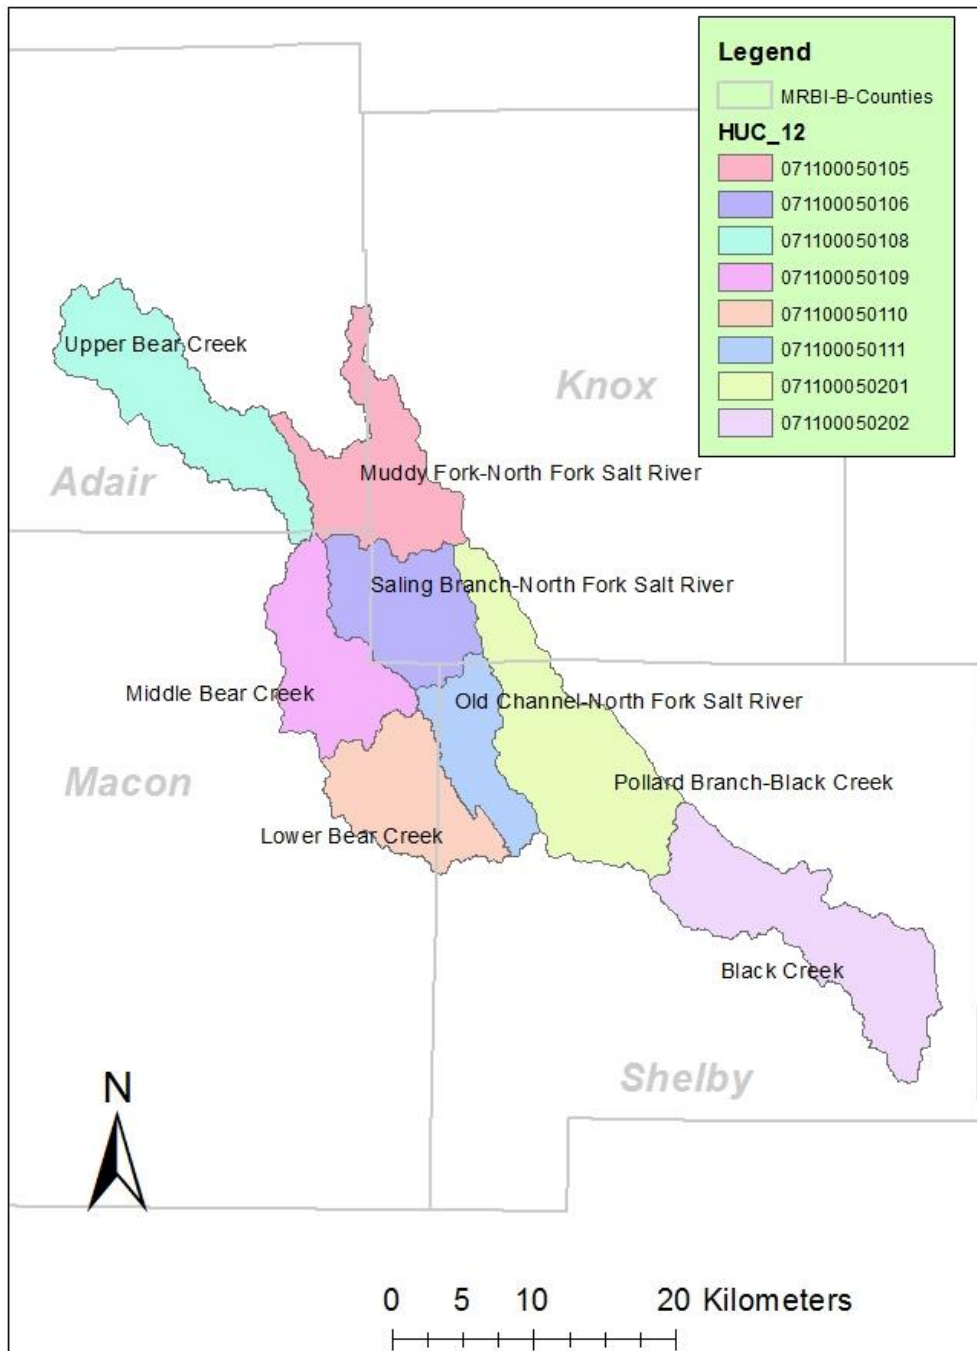 Legend
MRBI-B-Counties
HUC_12
071100050105
071100050106
071100050108
071100050109
071100050110
071100050111
071100050201
071100050202
Upper Bear Creek
Knox
Adair
Muddy Fork-North Fork Salt River
Saling Branch-North Fork Salt River
Middle Bear Creek
Old Channel-North Fork Salt River
Macon
Pollard Branch-Black Creek
Lower Bear Creek
Black Creek
Shelby
N
0 5 10 20 Kilometers